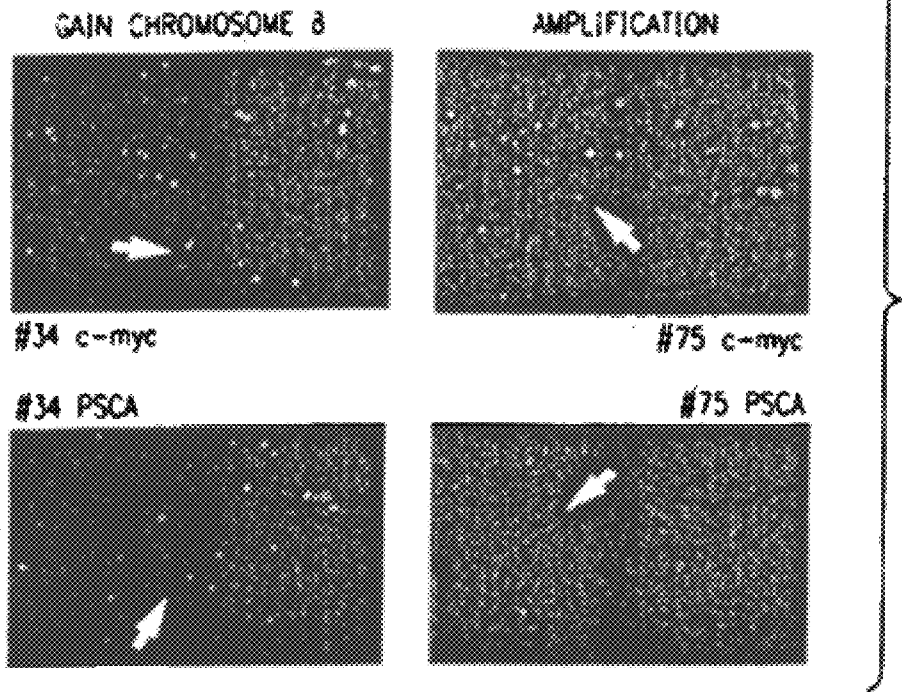 GAIN CHROMOSOME 8
AMPLIFICATION
#34 c-myc
#75 c-myc
#34 PSCA
#75 PSCA